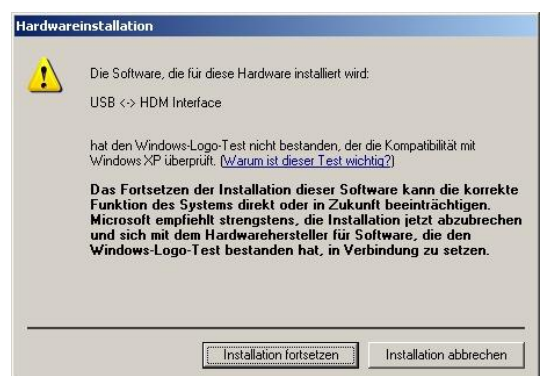 Hardwareinstallation
Die Software, die für diese Hardware installiert wird:
USB <-> HDM Interface
hat den Windows-Logo-Test nicht bestanden, der die Kompatibilität mit
Windows XP überprüft. (Warum ist dieser Test wichtig?)
Das Fortsetzen der Installation dieser Software kann die korrekte
Funktion des Systems direkt oder in Zukunft beeinträchtigen.
Microsoft empfiehlt strengstens, die Installation jetzt abzubrechen
und sich mit dem Hardwarehersteller für Software, die den
Windows-Logo-Test bestanden hat, in Verbindung zu setzen.
Installation fortsetzen Installation abbrechen